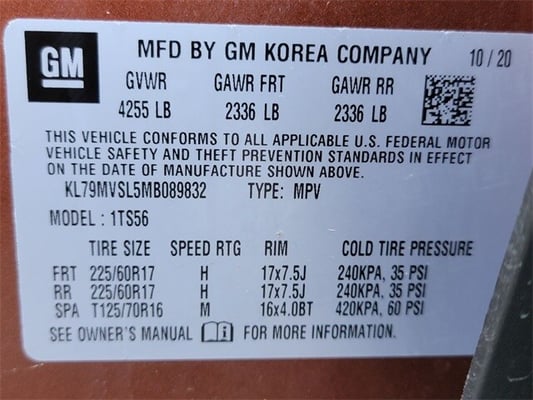 GM MFD BY GM KOREA COMPANY 10/20
GVWR GAWR FRT GAWR RR
4255 LB 2336 LB 2336 LB
THIS VEHICLE CONFORMS TO ALL APPLICABLE U.S. FEDERAL MOTOR
VEHICLE SAFETY AND THEFT PREVENTION STANDARDS IN EFFECT
ON THE DATE OF MANUFACTURE SHOWN ABOVE.
KL79MVSL5MB089832 TYPE: MPV
MODEL: 1TS56
TIRE SIZE SPEED RTG RIM COLD TIRE PRESSURE
FRT 225/60R17 H 17x7.5J 240KPA, 35 PSI
RR 225/60R17 H 17x7.5J 240KPA, 35 PSI
SPA T125/70R16 M 16x4.0BT 420KPA, 60 PSI
SEE OWNER'S MANUAL FOR MORE INFORMATION.